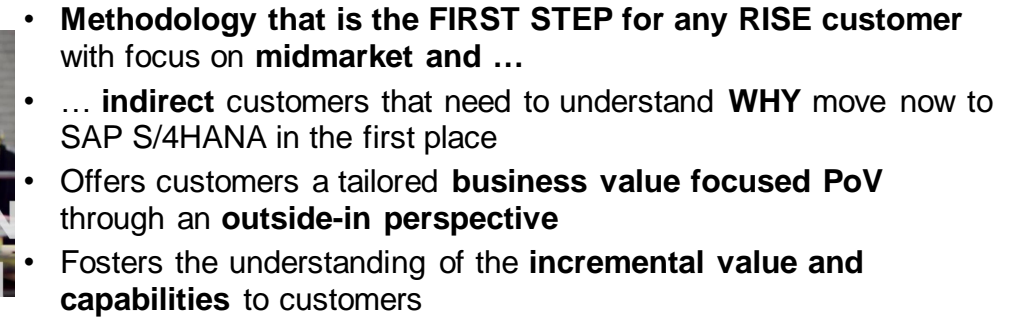 • Methodology that is the FIRST STEP for any RISE customer
with focus on midmarket and …
• … indirect customers that need to understand WHY move now to
SAP S/4HANA in the first place
• Offers customers a tailored business value focused PoV
through an outside-in perspective
• Fosters the understanding of the incremental value and
capabilities to customers